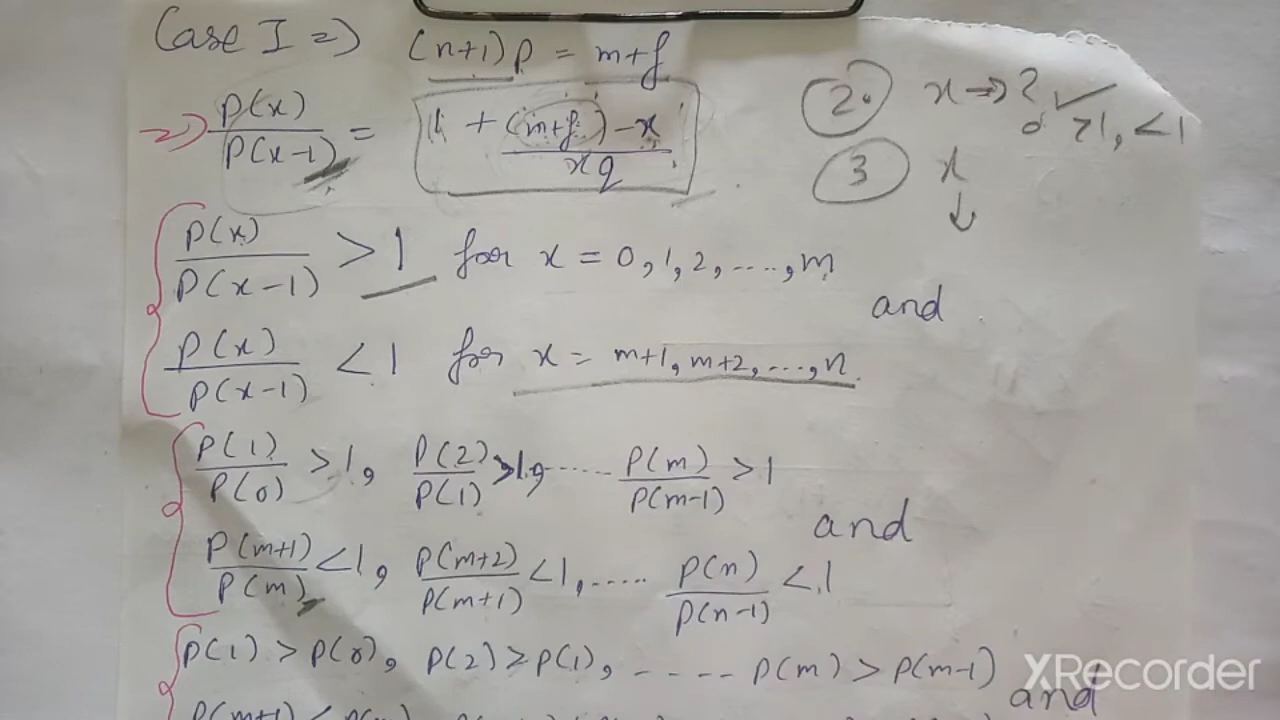 Case I ⇒ (n+1)p = m+f
⇒ P(x)/P(x-1) = 1 + ((m+f)-x)/(xq)
2. x → ? ✓ >1, <1
3 x ↓
P(x)/P(x-1) > 1 for x = 0, 1, 2, ...., m
and
P(x)/P(x-1) < 1 for x = m+1, m+2, ..., n.
P(1)/P(0) > 1, P(2)/P(1) > 1, ...... P(m)/P(m-1) > 1
and
P(m+1)/P(m) < 1, P(m+2)/P(m+1) < 1, ..... P(n)/P(n-1) < 1
P(1) > P(0), P(2) > P(1), ----- P(m) > P(m-1)
and
XRecorder